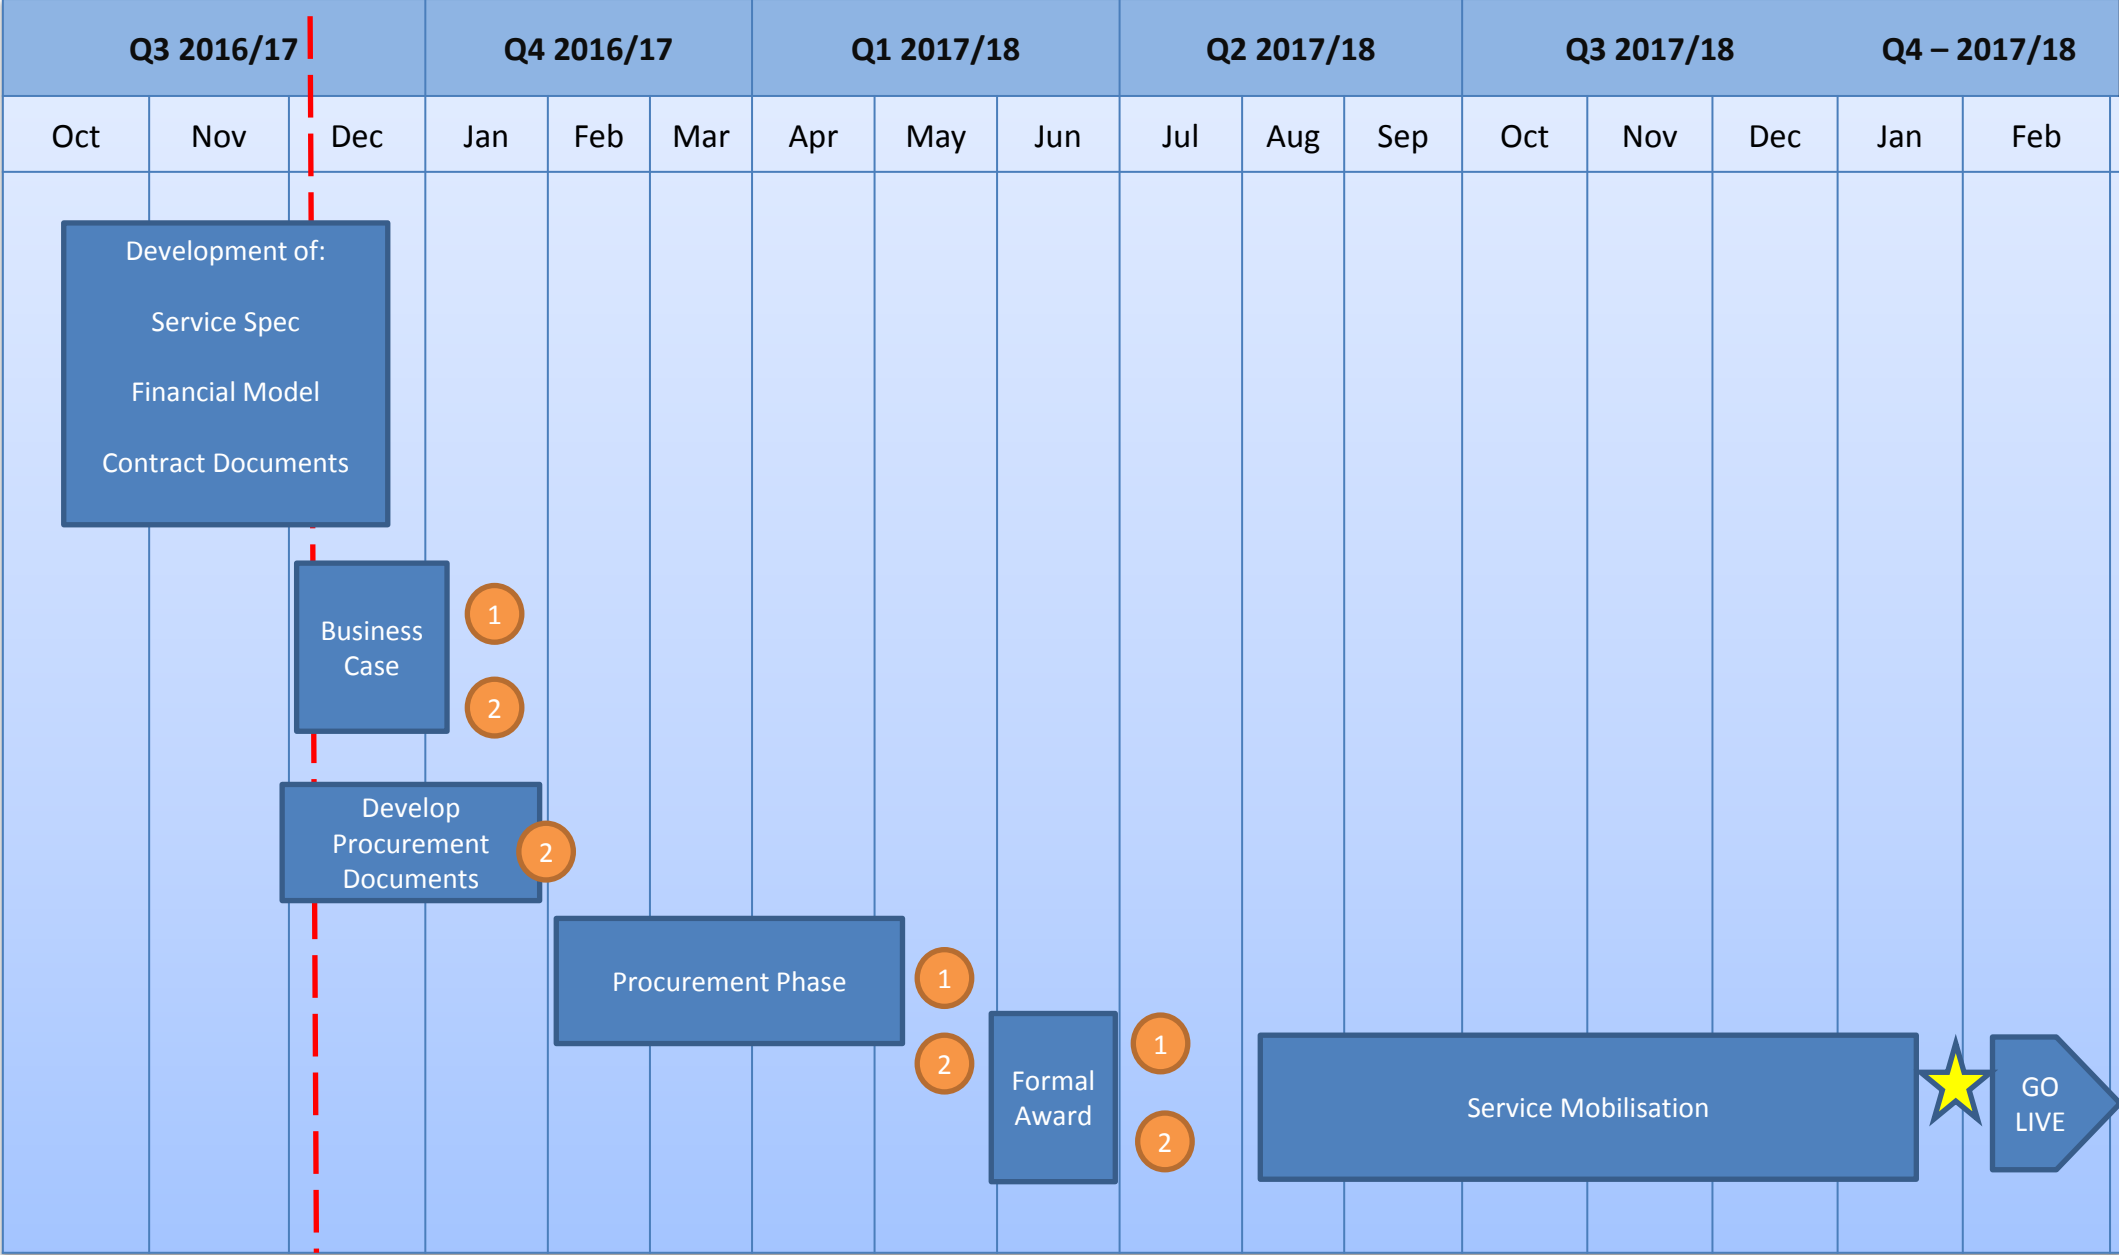 Q3 2016/17
Q4 2016/17
Q1 2017/18
Q2 2017/18
Q3 2017/18
Q4 – 2017/18
Oct
Nov
Dec
Jan
Feb
Mar
Apr
May
Jun
Jul
Aug
Sep
Oct
Nov
Dec
Jan
Feb
Development of:
Service Spec
Financial Model
Contract Documents
Business
Case
1
2
Develop
Procurement
Documents
2
Procurement Phase
1
2
Formal
Award
1
2
Service Mobilisation
GO
LIVE